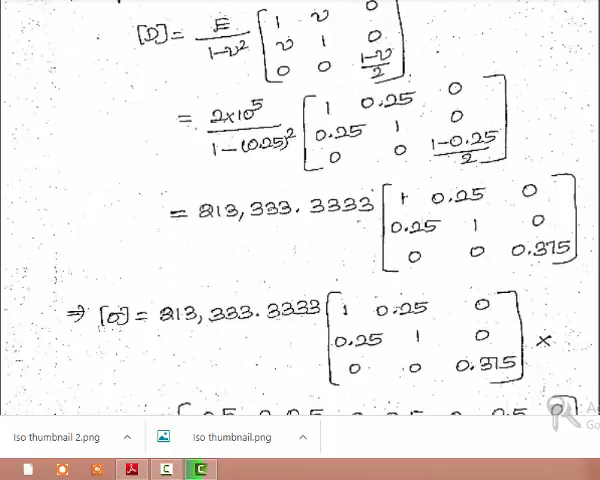 [D] = E/(1-ν²) [1 ν 0
ν 1 0
0 0 (1-ν)/2]
= 2×10⁵/(1-(0.25)²) [1 0.25 0
0.25 1 0
0 0 (1-0.25)/2]
= 213,333.3333 [1 0.25 0
0.25 1 0
0 0 0.375]
⇒ [σ] = 213,333.3333 [1 0.25 0
0.25 1 0
0 0 0.375] ×
Iso thumbnail 2.png Iso thumbnail.png